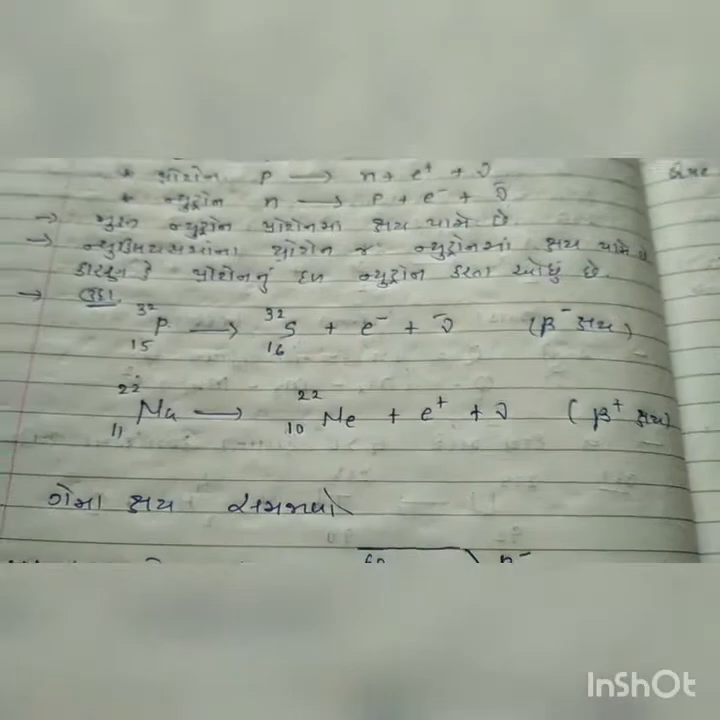 * પ્રોટોન P ⟶ n + e⁺ + ν
* ન્યુટ્રોન n ⟶ P + e⁻ + ν̄
→ મુક્ત ન્યુટ્રોન પ્રોટોનમાં ક્ષય પામે છે.
→ ન્યુક્લિયસમાંના પ્રોટોન જ ન્યુટ્રોનમાં ક્ષય પામે છે
કારણ કે પ્રોટોનનું દળ ન્યુટ્રોન કરતા ઓછું છે.
→ ઉદા.
³²₁₅P ⟶ ³²₁₆S + e⁻ + ν̄ (β⁻ ક્ષય)
²²₁₁Na ⟶ ²²₁₀Ne + e⁺ + ν (β⁺ ક્ષય)
ગેમા ક્ષય સમજાવો
60 β⁻
InShOt